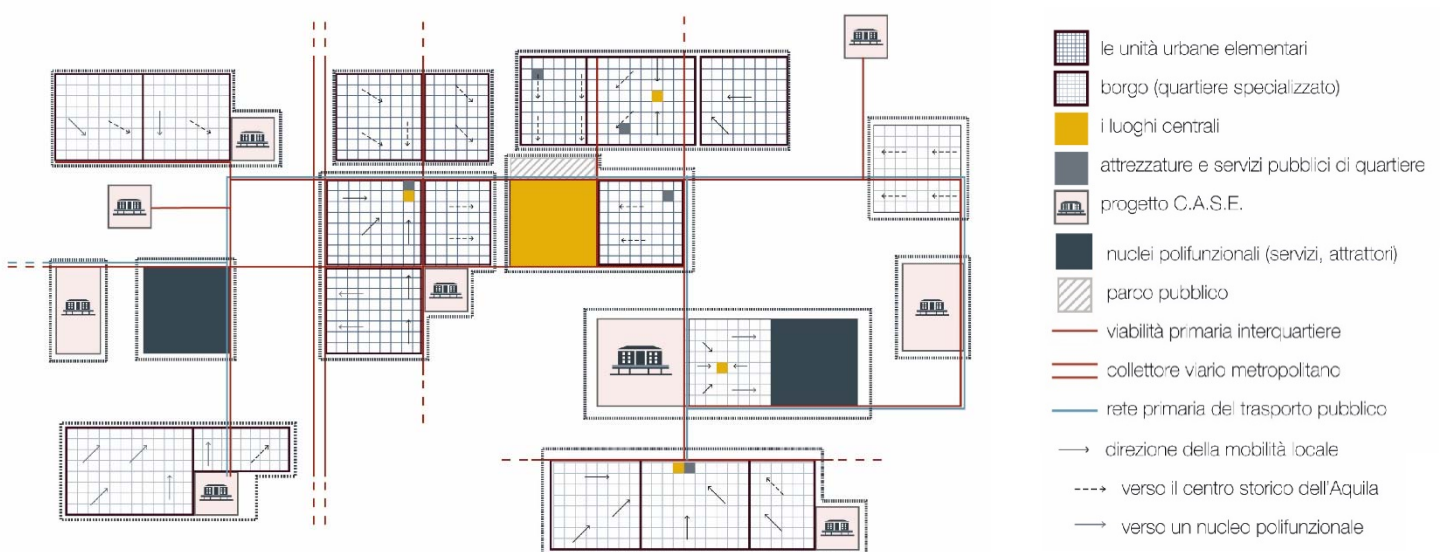 le unità urbane elementari
borgo (quartiere specializzato)
i luoghi centrali
attrezzature e servizi pubblici di quartiere
progetto C.A.S.E.
nuclei polifunzionali (servizi, attrattori)
parco pubblico
viabilità primaria interquartiere
collettore viario metropolitano
rete primaria del trasporto pubblico
direzione della mobilità locale
verso il centro storico dell'Aquila
verso un nucleo polifunzionale